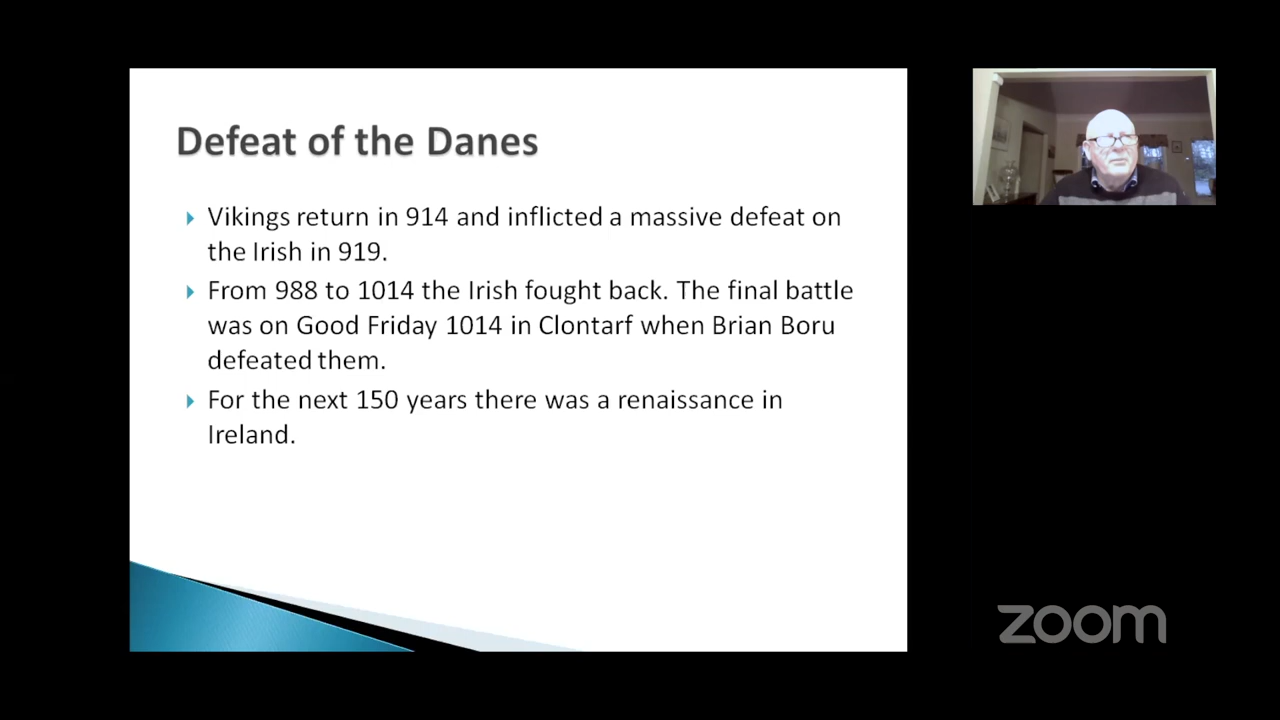 Defeat of the Danes
Vikings return in 914 and inflicted a massive defeat on
the Irish in 919.
From 988 to 1014 the Irish fought back. The final battle
was on Good Friday 1014 in Clontarf when Brian Boru
defeated them.
For the next 150 years there was a renaissance in
Ireland.
zoom